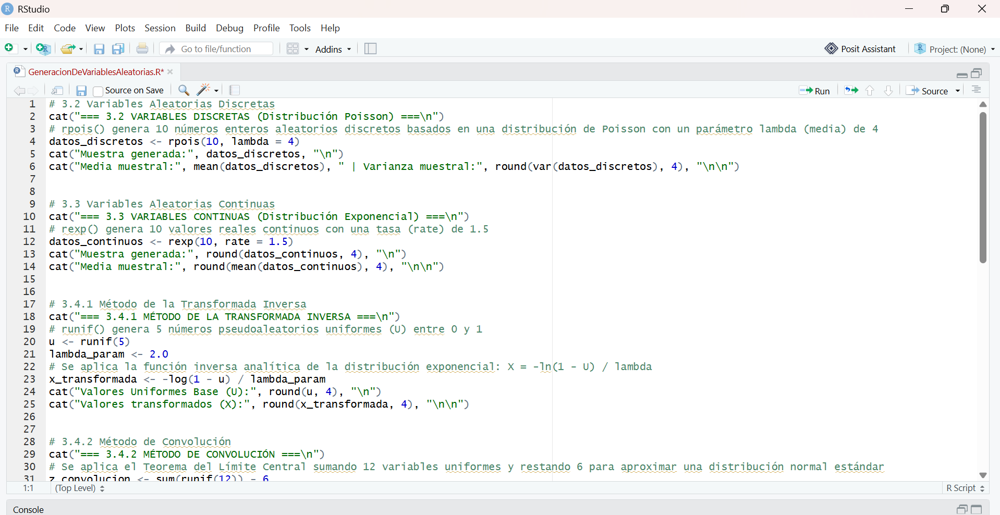 RStudio
File Edit Code View Plots Session Build Debug Profile Tools Help
Go to file/function Addins Posit Assistant Project: (None)
GeneracionDeVariablesAleatorias.R*
Source on Save Run Source
1 # 3.2 Variables Aleatorias Discretas
2 cat("=== 3.2 VARIABLES DISCRETAS (Distribución Poisson) ===\n")
3 # rpois() genera 10 números enteros aleatorios discretos basados en una distribución de Poisson con un parámetro lambda (media) de 4
4 datos_discretos <- rpois(10, lambda = 4)
5 cat("Muestra generada:", datos_discretos, "\n")
6 cat("Media muestral:", mean(datos_discretos), " | Varianza muestral:", round(var(datos_discretos), 4), "\n\n")
7
8
9 # 3.3 Variables Aleatorias Continuas
10 cat("=== 3.3 VARIABLES CONTINUAS (Distribución Exponencial) ===\n")
11 # rexp() genera 10 valores reales continuos con una tasa (rate) de 1.5
12 datos_continuos <- rexp(10, rate = 1.5)
13 cat("Muestra generada:", round(datos_continuos, 4), "\n")
14 cat("Media muestral:", round(mean(datos_continuos), 4), "\n\n")
15
16
17 # 3.4.1 Método de la Transformada Inversa
18 cat("=== 3.4.1 MÉTODO DE LA TRANSFORMADA INVERSA ===\n")
19 # runif() genera 5 números pseudoaleatorios uniformes (U) entre 0 y 1
20 u <- runif(5)
21 lambda_param <- 2.0
22 # Se aplica la función inversa analítica de la distribución exponencial: X = -ln(1 - U) / lambda
23 x_transformada <- -log(1 - u) / lambda_param
24 cat("Valores Uniformes Base (U):", round(u, 4), "\n")
25 cat("Valores transformados (X):", round(x_transformada, 4), "\n\n")
26
27
28 # 3.4.2 Método de Convolución
29 cat("=== 3.4.2 MÉTODO DE CONVOLUCIÓN ===\n")
30 # Se aplica el Teorema del Límite Central sumando 12 variables uniformes y restando 6 para aproximar una distribución normal estándar
31 z_convolucion <- sum(runif(12)) - 6
1:1 (Top Level) R Script
Console